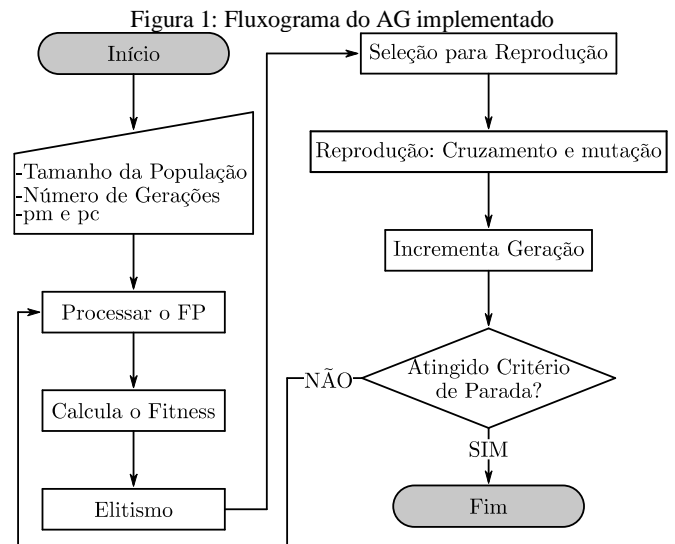 Figura 1: Fluxograma do AG implementado
Início
-Tamanho da População
-Número de Gerações
-pm e pc
Processar o FP
Calcula o Fitness
Elitismo
Seleção para Reprodução
Reprodução: Cruzamento e mutação
Incrementa Geração
Atingido Critério
de Parada?
NÃO
SIM
Fim